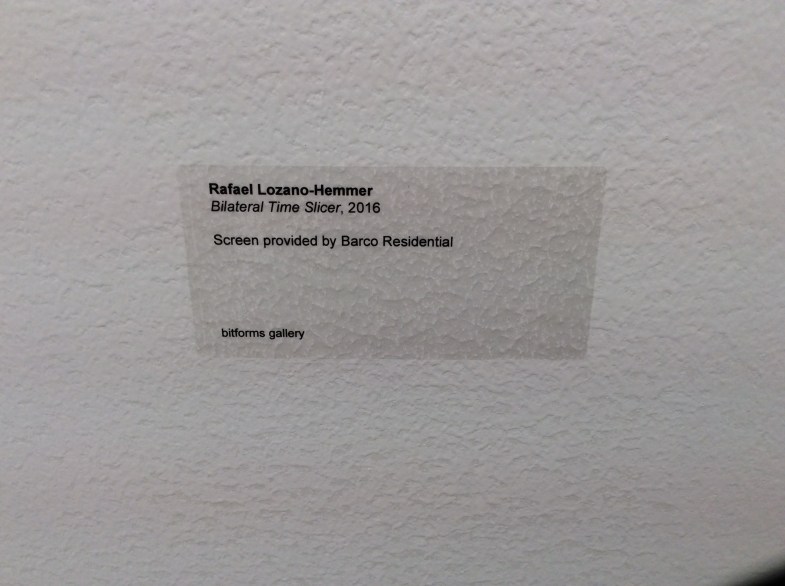 Rafael Lozano-Hemmer
Bilateral Time Slicer, 2016
Screen provided by Barco Residential
bitforms gallery